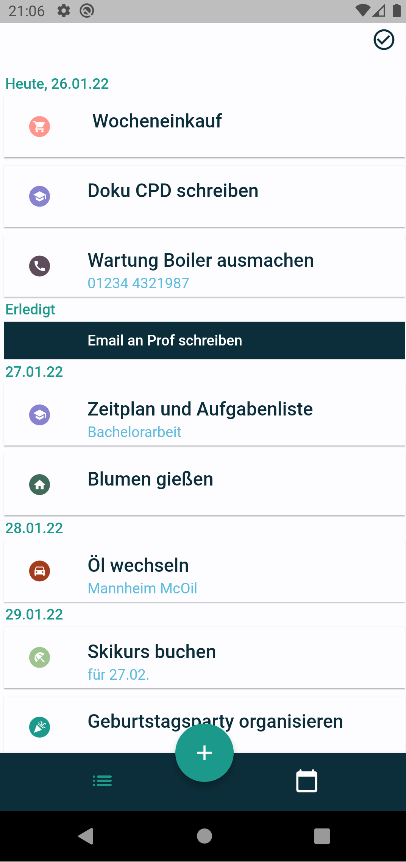 21:06
Heute, 26.01.22
Wocheneinkauf
Doku CPD schreiben
Wartung Boiler ausmachen
01234 4321987
Erledigt
Email an Prof schreiben
27.01.22
Zeitplan und Aufgabenliste
Bachelorarbeit
Blumen gießen
28.01.22
Öl wechseln
Mannheim McOil
29.01.22
Skikurs buchen
für 27.02.
Geburtstagsparty organisieren